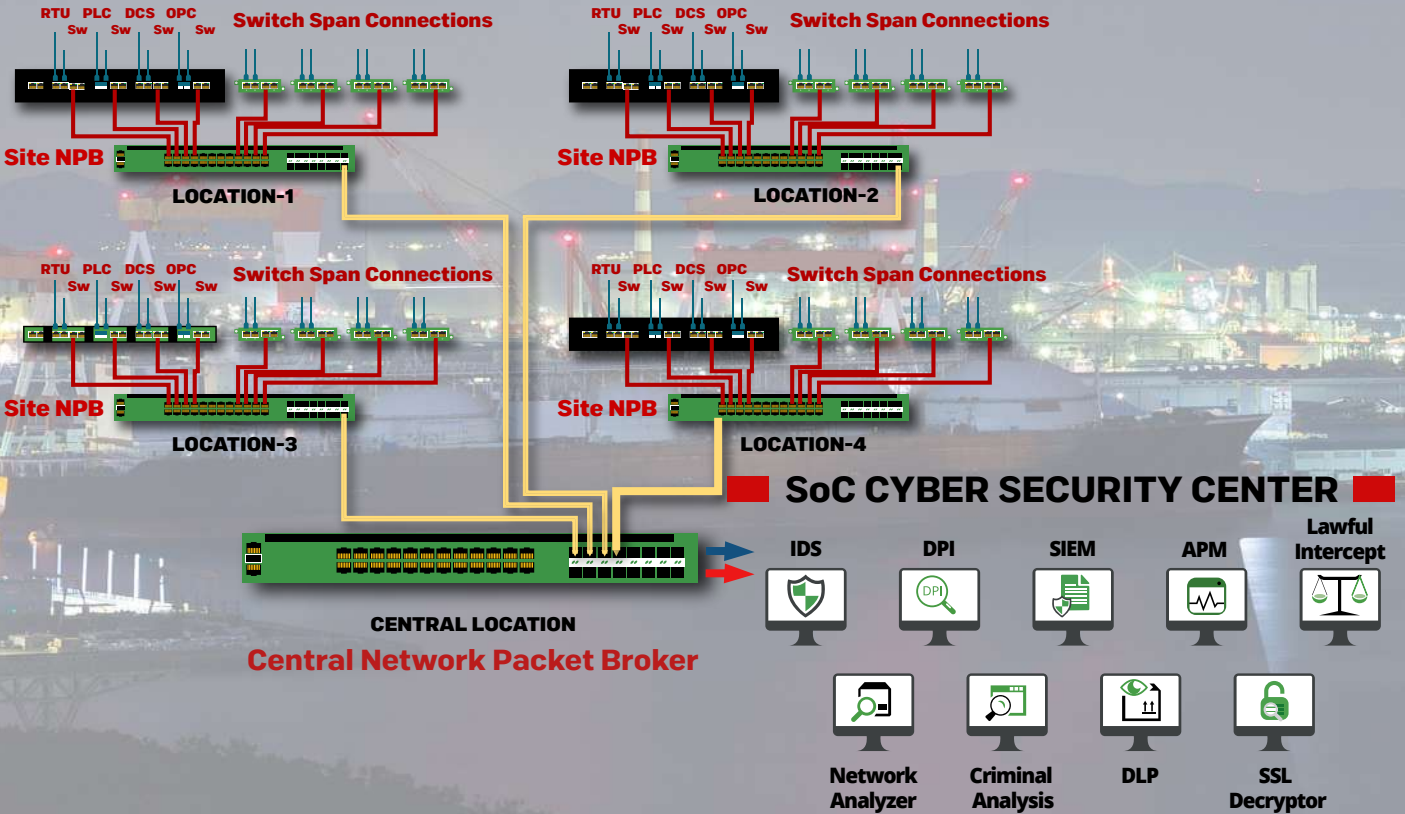 RTU PLC DCS OPC
Sw Sw Sw Sw
Switch Span Connections
Site NPB
LOCATION-1
RTU PLC DCS OPC
Sw Sw Sw Sw
Switch Span Connections
Site NPB
LOCATION-2
RTU PLC DCS OPC
Sw Sw Sw Sw
Switch Span Connections
Site NPB
LOCATION-3
RTU PLC DCS OPC
Sw Sw Sw Sw
Switch Span Connections
Site NPB
LOCATION-4
CENTRAL LOCATION
Central Network Packet Broker
SoC CYBER SECURITY CENTER
IDS
DPI
SIEM
APM
Lawful
Intercept
DPI
Network
Analyzer
Criminal
Analysis
DLP
SSL
Decryptor